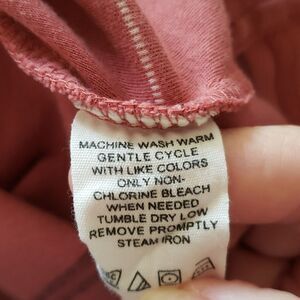 MACHINE WASH WARM
GENTLE CYCLE
WITH LIKE COLORS
ONLY NON-
CHLORINE BLEACH
WHEN NEEDED
TUMBLE DRY LOW
REMOVE PROMPTLY
STEAM IRON